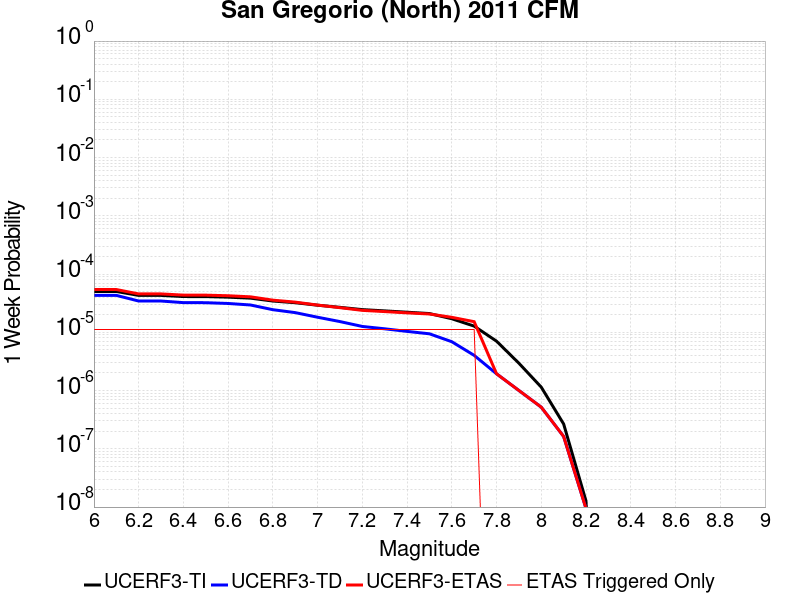 San Gregorio (North) 2011 CFM
1 Week Probability
10^0
10^-1
10^-2
10^-3
10^-4
10^-5
10^-6
10^-7
10^-8
6 6.2 6.4 6.6 6.8 7 7.2 7.4 7.6 7.8 8 8.2 8.4 8.6 8.8 9
Magnitude
UCERF3-TI UCERF3-TD UCERF3-ETAS ETAS Triggered Only